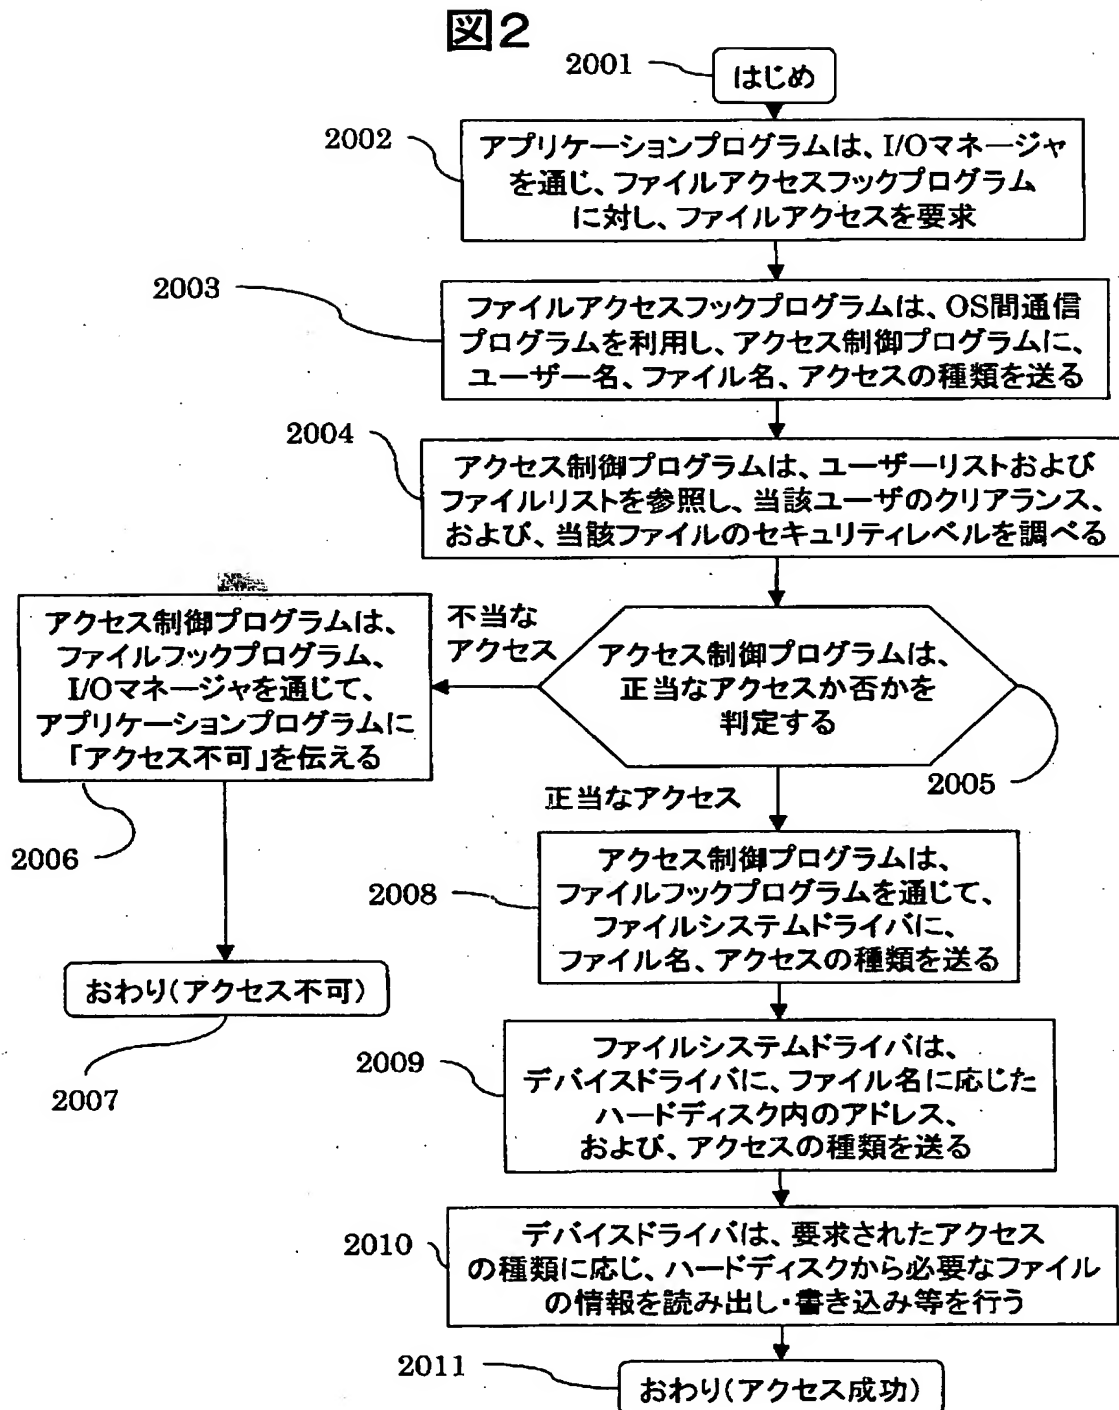 図2
2001
はじめ
2002
アプリケーションプログラムは、I/Oマネージャ
を通じ、ファイルアクセスフックプログラム
に対し、ファイルアクセスを要求
2003
ファイルアクセスフックプログラムは、OS間通信
プログラムを利用し、アクセス制御プログラムに、
ユーザー名、ファイル名、アクセスの種類を送る
2004
アクセス制御プログラムは、ユーザーリストおよび
ファイルリストを参照し、当該ユーザのクリアランス、
および、当該ファイルのセキュリティレベルを調べる
不当な
アクセス
アクセス制御プログラムは、
正当なアクセスか否かを
判定する
2005
アクセス制御プログラムは、
ファイルフックプログラム、
I/Oマネージャを通じて、
アプリケーションプログラムに
「アクセス不可」を伝える
2006
おわり(アクセス不可)
2007
正当なアクセス
2008
アクセス制御プログラムは、
ファイルフックプログラムを通じて、
ファイルシステムドライバに、
ファイル名、アクセスの種類を送る
2009
ファイルシステムドライバは、
デバイスドライバに、ファイル名に応じた
ハードディスク内のアドレス、
および、アクセスの種類を送る
2010
デバイスドライバは、要求されたアクセス
の種類に応じ、ハードディスクから必要なファイル
の情報を読み出し・書き込み等を行う
2011
おわり(アクセス成功)